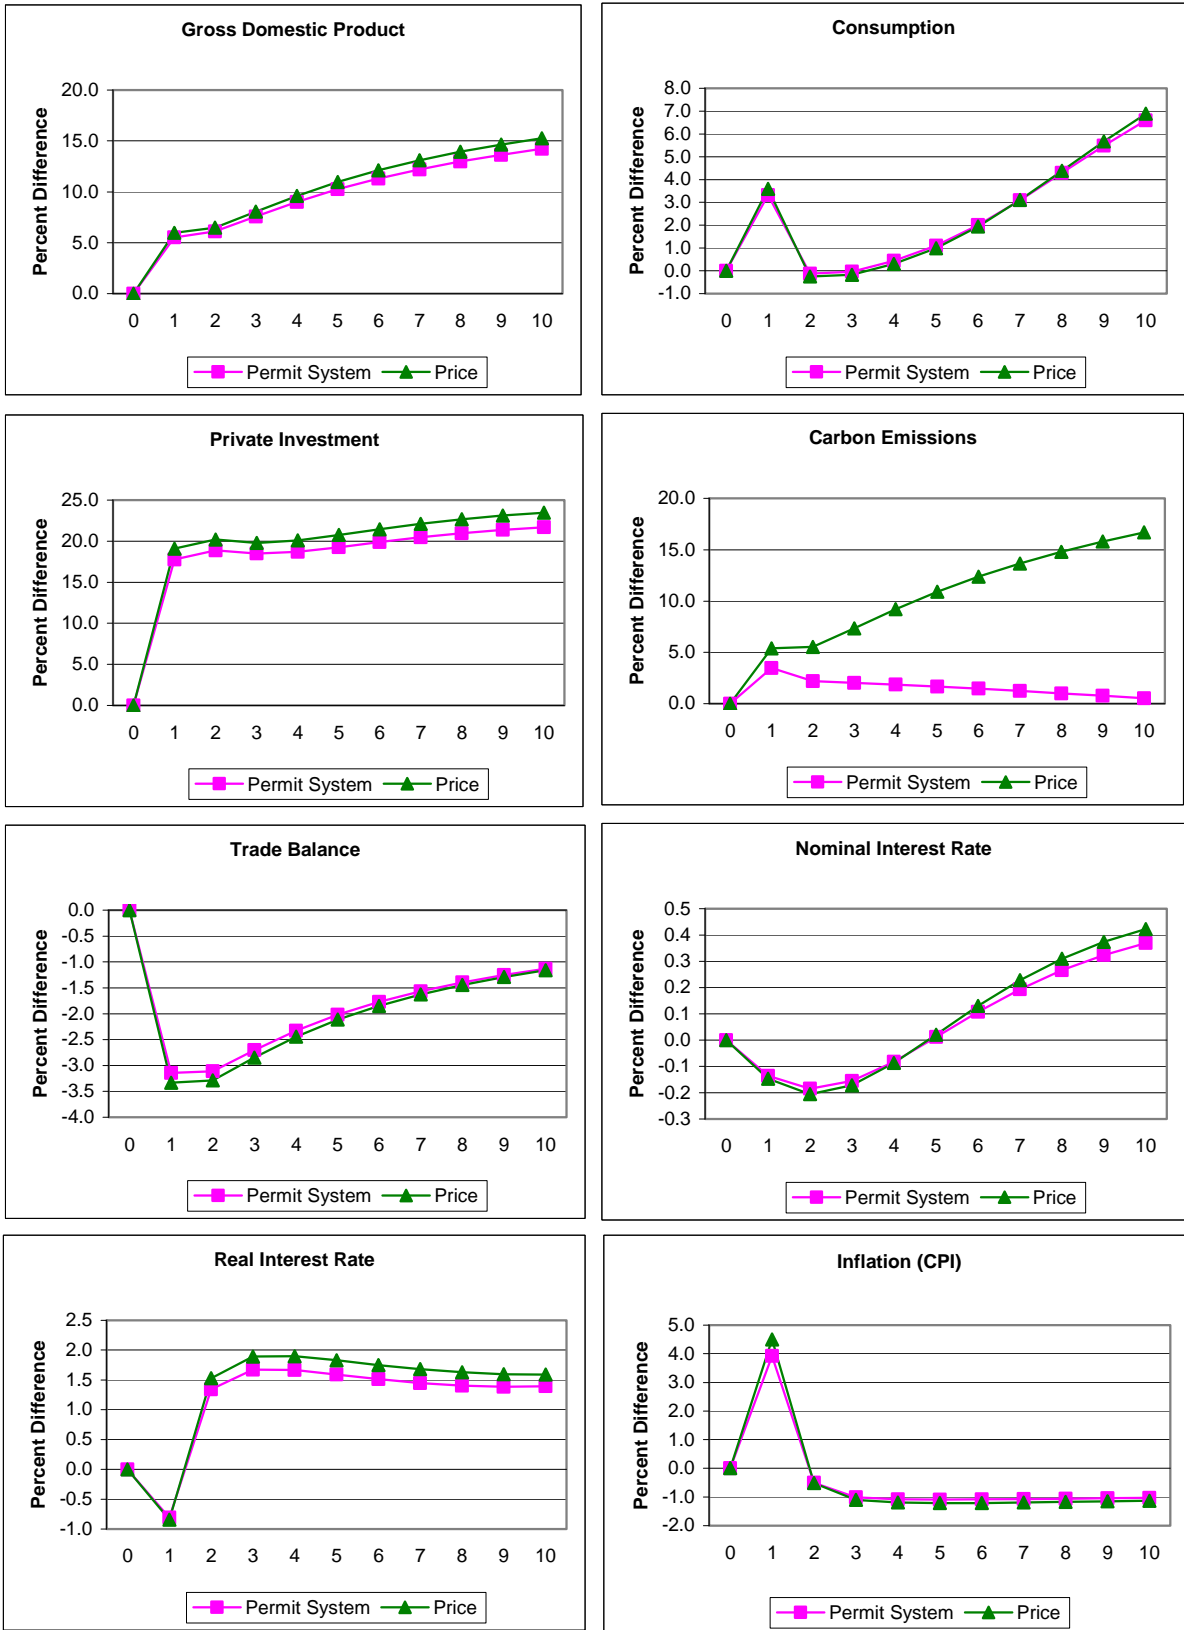 Gross Domestic Product
Percent Difference
20.0
15.0
10.0
5.0
0.0
0 1 2 3 4 5 6 7 8 9 10
Permit System Price
Consumption
Percent Difference
8.0
7.0
6.0
5.0
4.0
3.0
2.0
1.0
0.0
-1.0
0 1 2 3 4 5 6 7 8 9 10
Permit System Price
Private Investment
Percent Difference
25.0
20.0
15.0
10.0
5.0
0.0
0 1 2 3 4 5 6 7 8 9 10
Permit System Price
Carbon Emissions
Percent Difference
20.0
15.0
10.0
5.0
0.0
0 1 2 3 4 5 6 7 8 9 10
Permit System Price
Trade Balance
Percent Difference
0.0
-0.5
-1.0
-1.5
-2.0
-2.5
-3.0
-3.5
-4.0
0 1 2 3 4 5 6 7 8 9 10
Permit System Price
Nominal Interest Rate
Percent Difference
0.5
0.4
0.3
0.2
0.1
0.0
-0.1
-0.2
-0.3
0 1 2 3 4 5 6 7 8 9 10
Permit System Price
Real Interest Rate
Percent Difference
2.5
2.0
1.5
1.0
0.5
0.0
-0.5
-1.0
0 1 2 3 4 5 6 7 8 9 10
Permit System Price
Inflation (CPI)
Percent Difference
5.0
4.0
3.0
2.0
1.0
0.0
-1.0
-2.0
0 1 2 3 4 5 6 7 8 9 10
Permit System Price